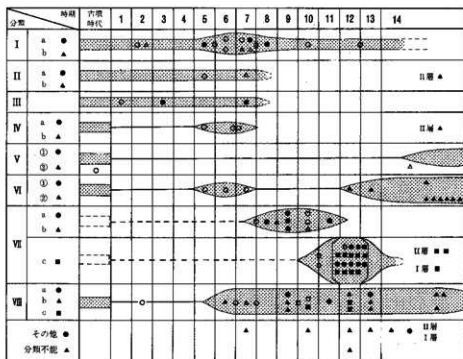 時期
分類
古墳時代
1 2 3 4 5 6 7 8 9 10 11 12 13 14
I
a ●
b ▲
II
a ●
b ▲
II層 ▲
III
IV
a ●
b ▲
II層 ▲
V
① ●
② ▲
VI
① ●
② ▲
VII
a ●
b ▲
c ■
II層 ■ ■
I層 ■
VIII
a ●
b ▲
c ■
その他 ●
分類不能 ▲
II層
I層